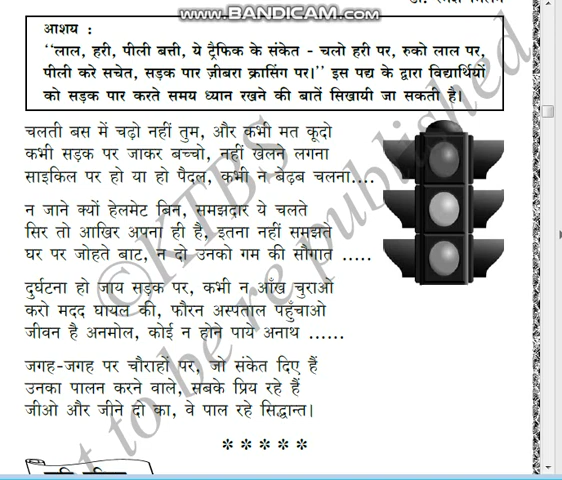 www.BANDICAM.com
आशय :
“लाल, हरी, पीली बत्ती, ये ट्रैफिक के संकेत - चलो हरी पर, रुको लाल पर,
पीली करे सचेत, सड़क पार ज़ीबरा क्रासिंग पर।” इस पद्य के द्वारा विद्यार्थियों
को सड़क पार करते समय ध्यान रखने की बातें सिखायी जा सकती है।
चलती बस में चढ़ो नहीं तुम, और कभी मत कूदो
कभी सड़क पर जाकर बच्चो, नहीं खेलने लगना
साइकिल पर हो या हो पैदल, कभी न बेढ़ब चलना....
न जाने क्यों हेलमेट बिन, समझदार ये चलते
सिर तो आखिर अपना ही है, इतना नहीं समझते
घर पर जोहते बाट, न दो उनको गम की सौगात .....
दुर्घटना हो जाय सड़क पर, कभी न आँख चुराओ
करो मदद घायल की, फौरन अस्पताल पहुँचाओ
जीवन है अनमोल, कोई न होने पाये अनाथ ......
जगह-जगह पर चौराहों पर, जो संकेत दिए हैं
उनका पालन करने वाले, सबके प्रिय रहे हैं
जीओ और जीने दो का, वे पाल रहे सिद्धान्त।
*****
©KTBS
t to be republished